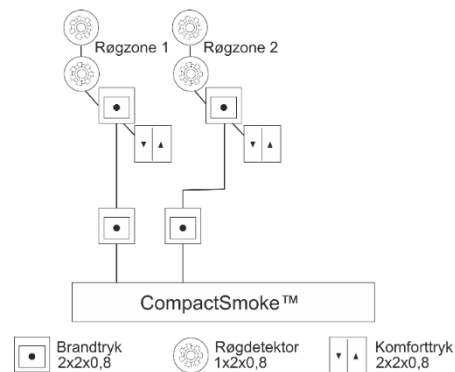 Røgzone 1
Røgzone 2
CompactSmoke™
Brandtryk
2x2x0,8
Røgdetektor
1x2x0,8
Komforttryk
2x2x0,8